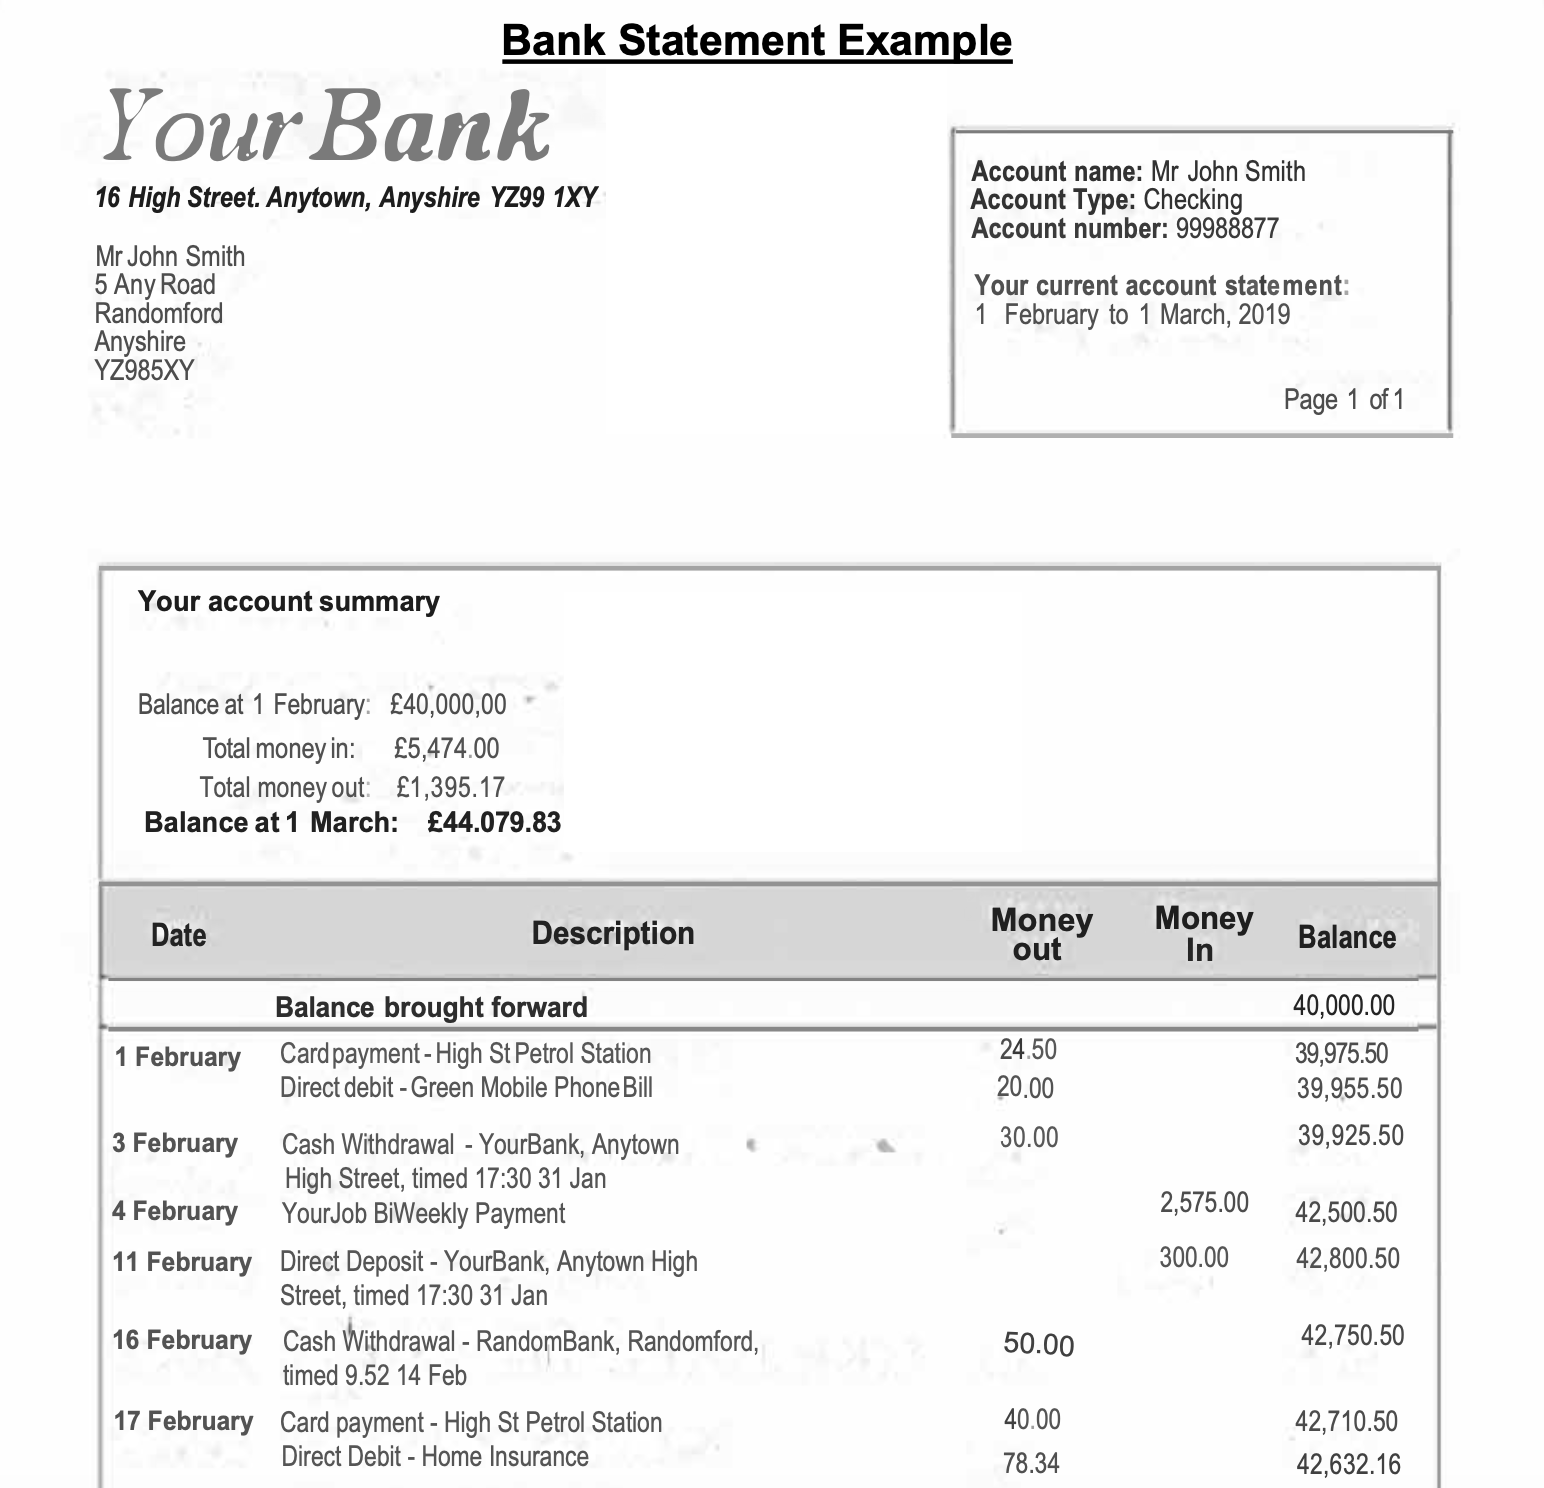 Bank Statement Example
YourBank
16 High Street. Anytown, Anyshire YZ99 1XY
Mr John Smith
5 Any Road
Randomford
Anyshire
YZ985XY
Account name: Mr John Smith
Account Type: Checking
Account number: 99988877
Your current account statement:
1 February to 1 March, 2019
Page 1 of 1
Your account summary
Balance at 1 February: £40,000,00
Total money in: £5,474.00
Total money out: £1,395.17
Balance at 1 March: £44.079.83
Date Description Money out Money In Balance
Balance brought forward 40,000.00
1 February Card payment - High St Petrol Station 24.50 39,975.50
Direct debit - Green Mobile Phone Bill 20.00 39,955.50
3 February Cash Withdrawal - YourBank, Anytown 30.00 39,925.50
High Street, timed 17:30 31 Jan
4 February YourJob BiWeekly Payment 2,575.00 42,500.50
11 February Direct Deposit - YourBank, Anytown High 300.00 42,800.50
Street, timed 17:30 31 Jan
16 February Cash Withdrawal - RandomBank, Randomford, 50.00 42,750.50
timed 9.52 14 Feb
17 February Card payment - High St Petrol Station 40.00 42,710.50
Direct Debit - Home Insurance 78.34 42,632.16